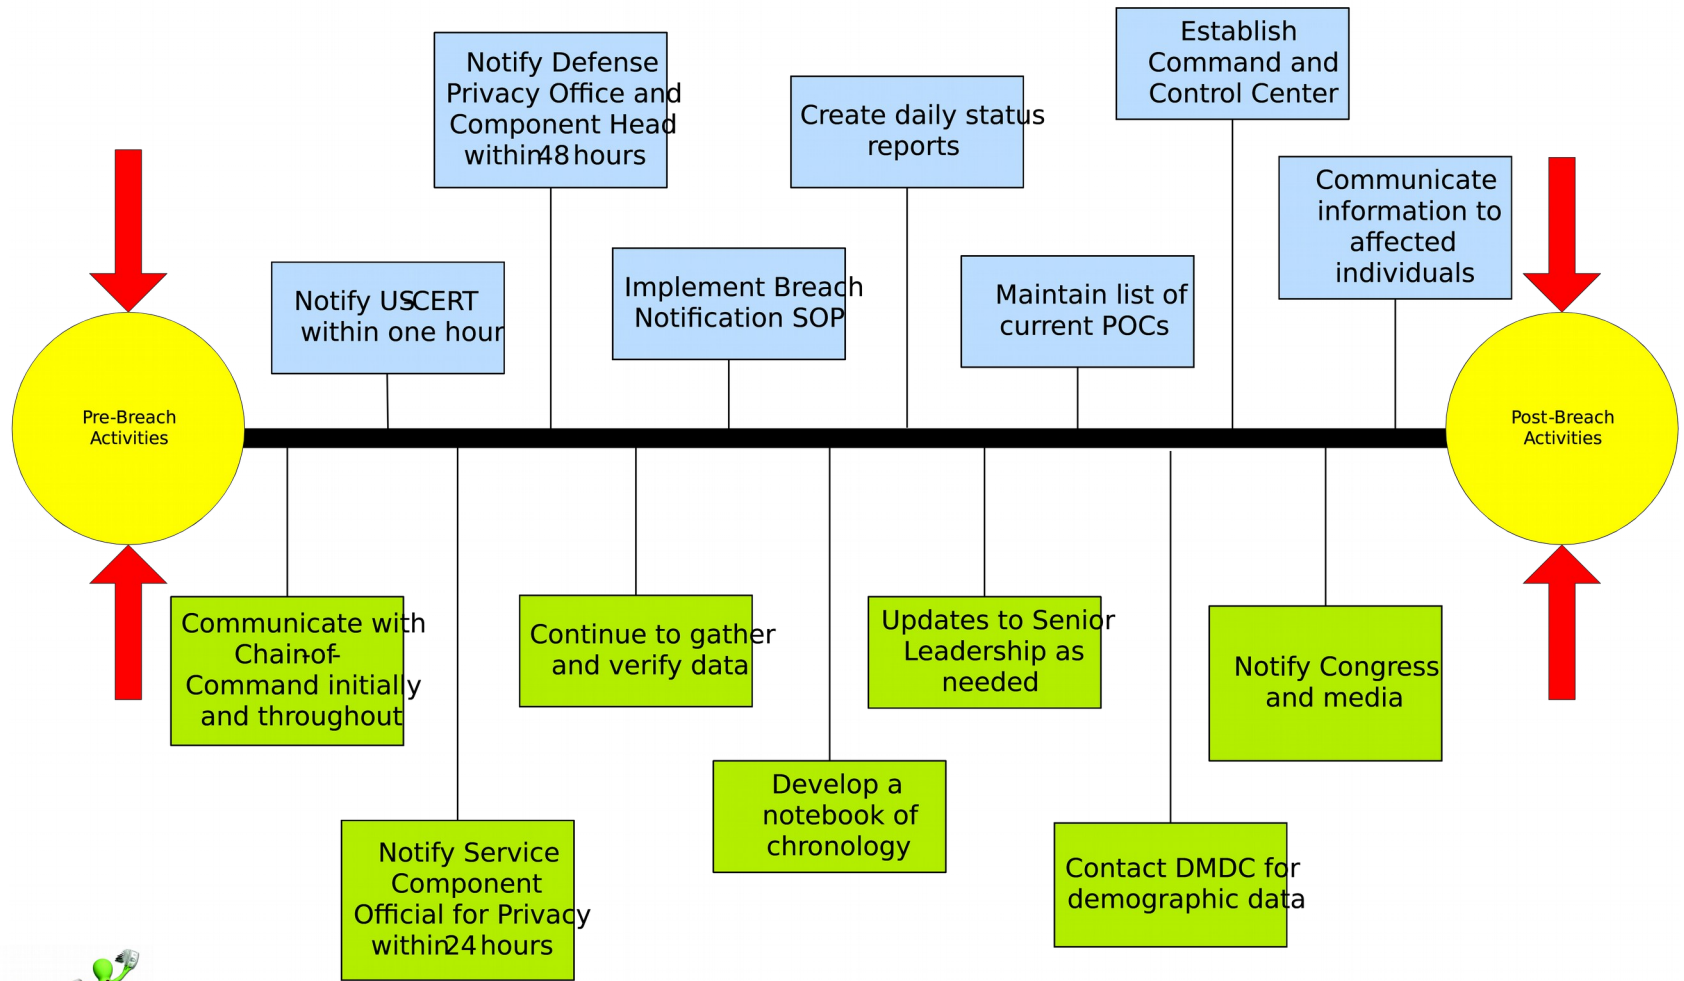 Establish
Command and
Control Center
Notify Defense
Privacy Office and
Component Head
within 48 hours
Create daily status
reports
Communicate
information to
affected
individuals
Notify US-CERT
within one hour
Implement Breach
Notification SOP
Maintain list of
current POCs
Pre-Breach
Activities
Post-Breach
Activities
Communicate with
Chain-of-
Command initially
and throughout
Continue to gather
and verify data
Updates to Senior
Leadership as
needed
Notify Congress
and media
Develop a
notebook of
chronology
Notify Service
Component
Official for Privacy
within 24 hours
Contact DMDC for
demographic data